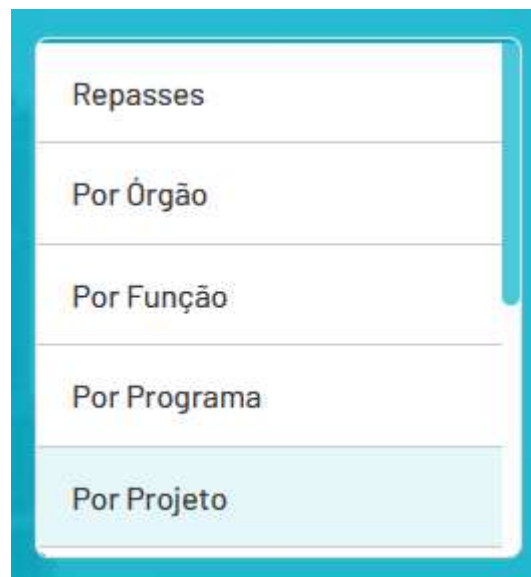 Repasses
Por Órgão
Por Função
Por Programa
Por Projeto